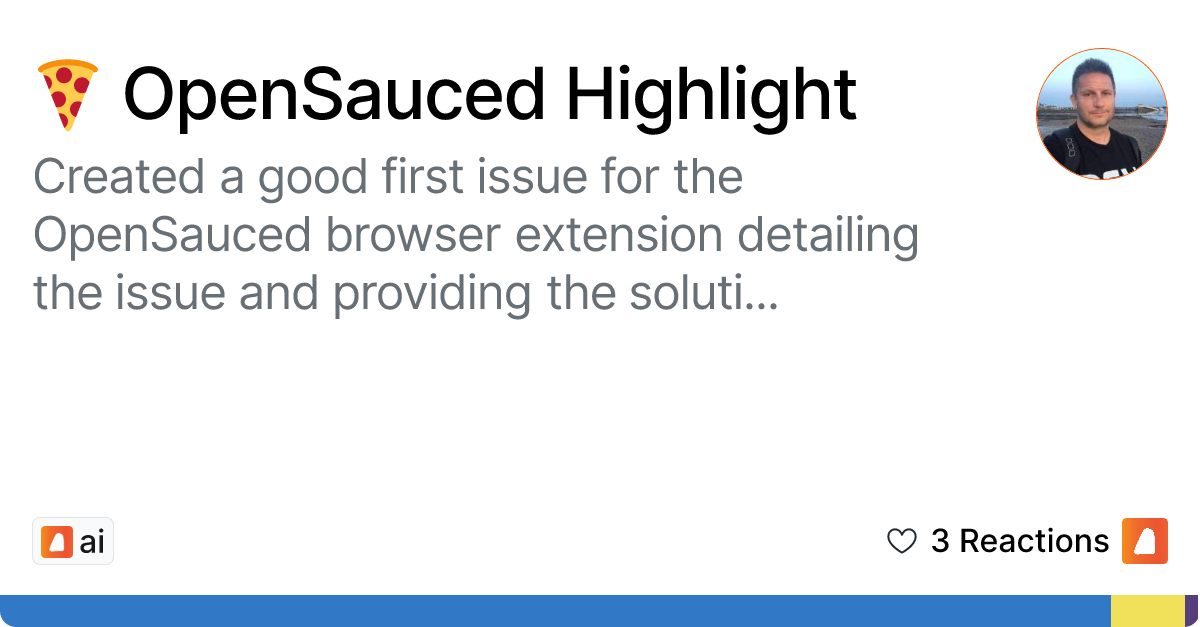 🍕 OpenSauced Highlight
Created a good first issue for the
OpenSauced browser extension detailing
the issue and providing the soluti...
ai
3 Reactions